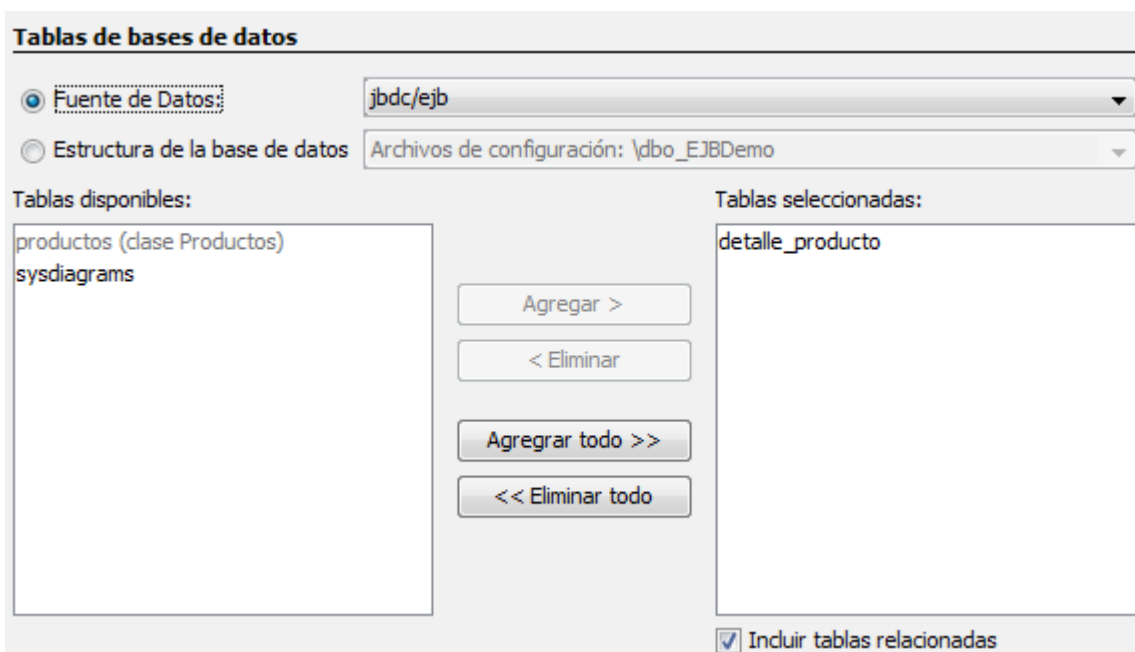 Tablas de bases de datos
Fuente de Datos: jbdc/ejb
Estructura de la base de datos Archivos de configuración: \dbo_EJBDemo
Tablas disponibles: Tablas seleccionadas:
productos (clase Productos) detalle_producto
sysdiagrams
Agregar >
< Eliminar
Agregrar todo >>
<< Eliminar todo
Incluir tablas relacionadas